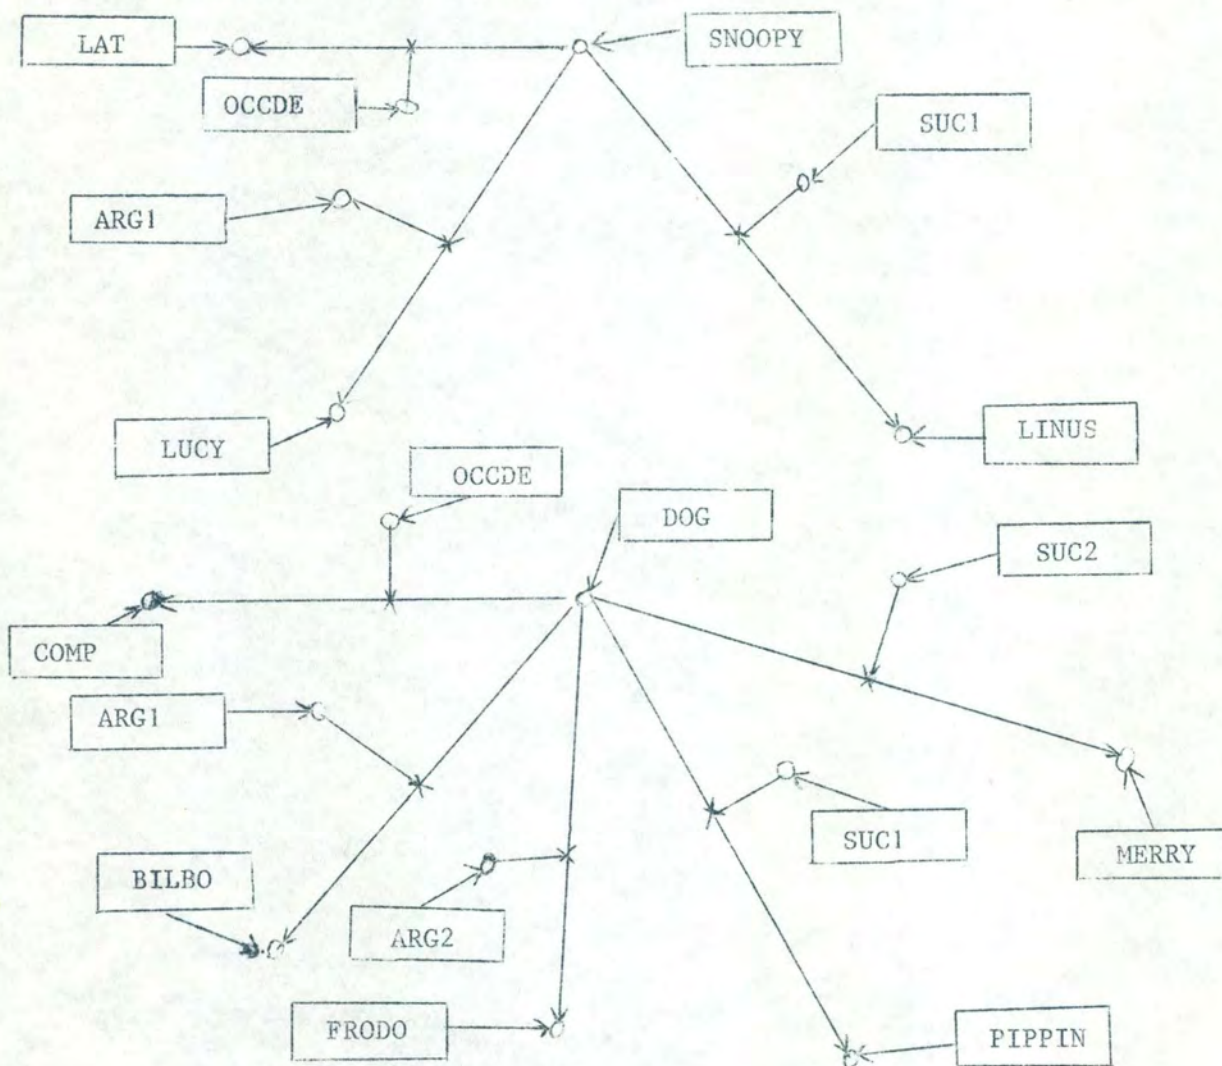 LAT
SNOOPY
OCCDE
SUC1
ARG1
LUCY
LINUS
OCCDE
DOG
SUC2
COMP
ARG1
SUC1
MERRY
BILBO
ARG2
FRODO
PIPPIN